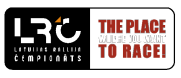 LRČ
LATVIJAS RALLIJA
ČEMPIONĀTS
THE PLACE
WHERE YOU WANT
TO RACE!